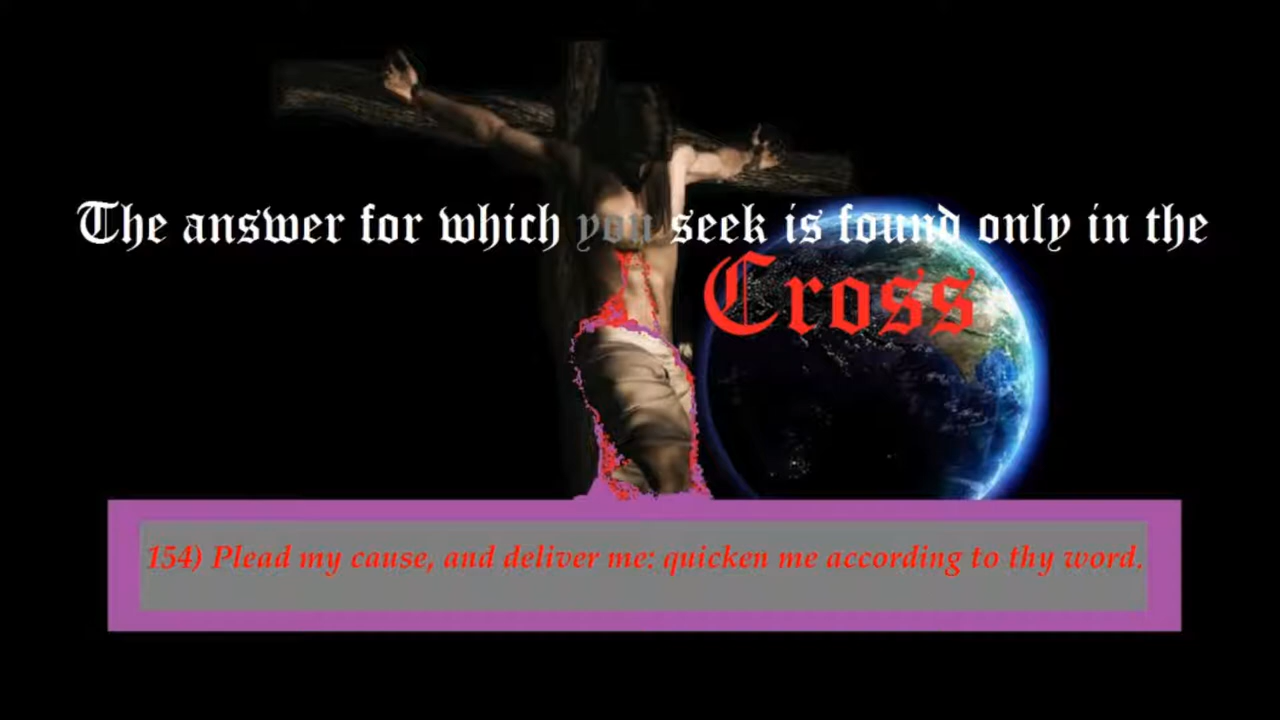 The answer for which you seek is found only in the
Cross
154) Plead my cause, and deliver me: quicken me according to thy word.